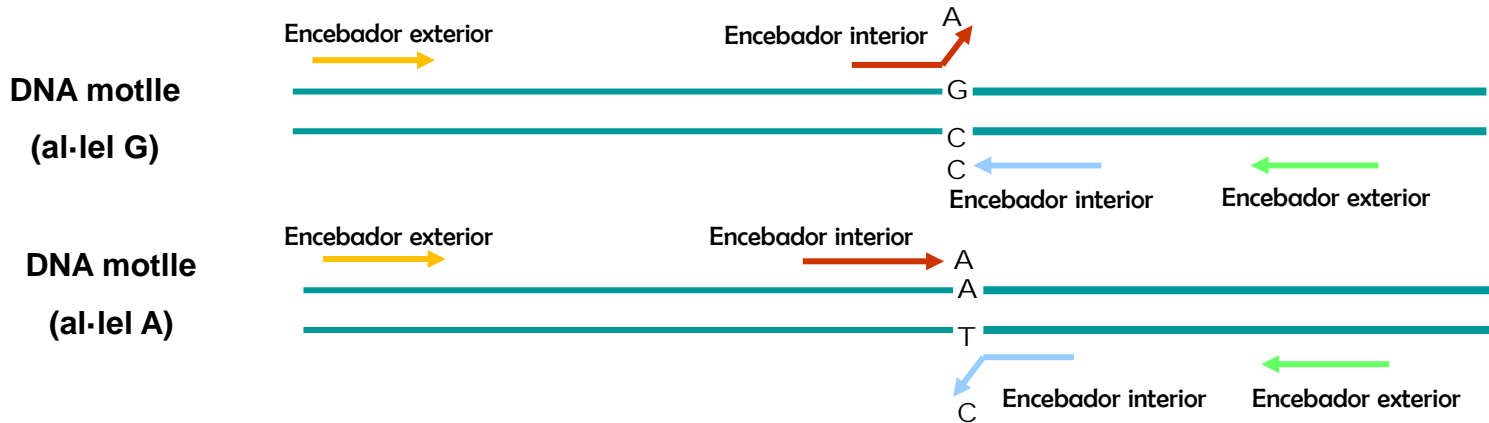 A
Encebador exterior
Encebador interior
DNA motlle
G
(al·lel G)
C
C
Encebador interior
Encebador exterior
Encebador exterior
Encebador interior
DNA motlle
A
A
(al·lel A)
T
C
Encebador interior
Encebador exterior